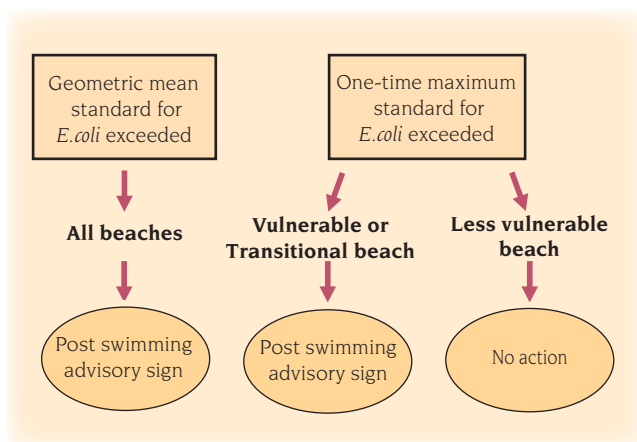 Geometric mean
standard for
E.coli exceeded
One-time maximum
standard for
E.coli exceeded
All beaches
Vulnerable or
Transitional beach
Less vulnerable
beach
Post swimming
advisory sign
Post swimming
advisory sign
No action